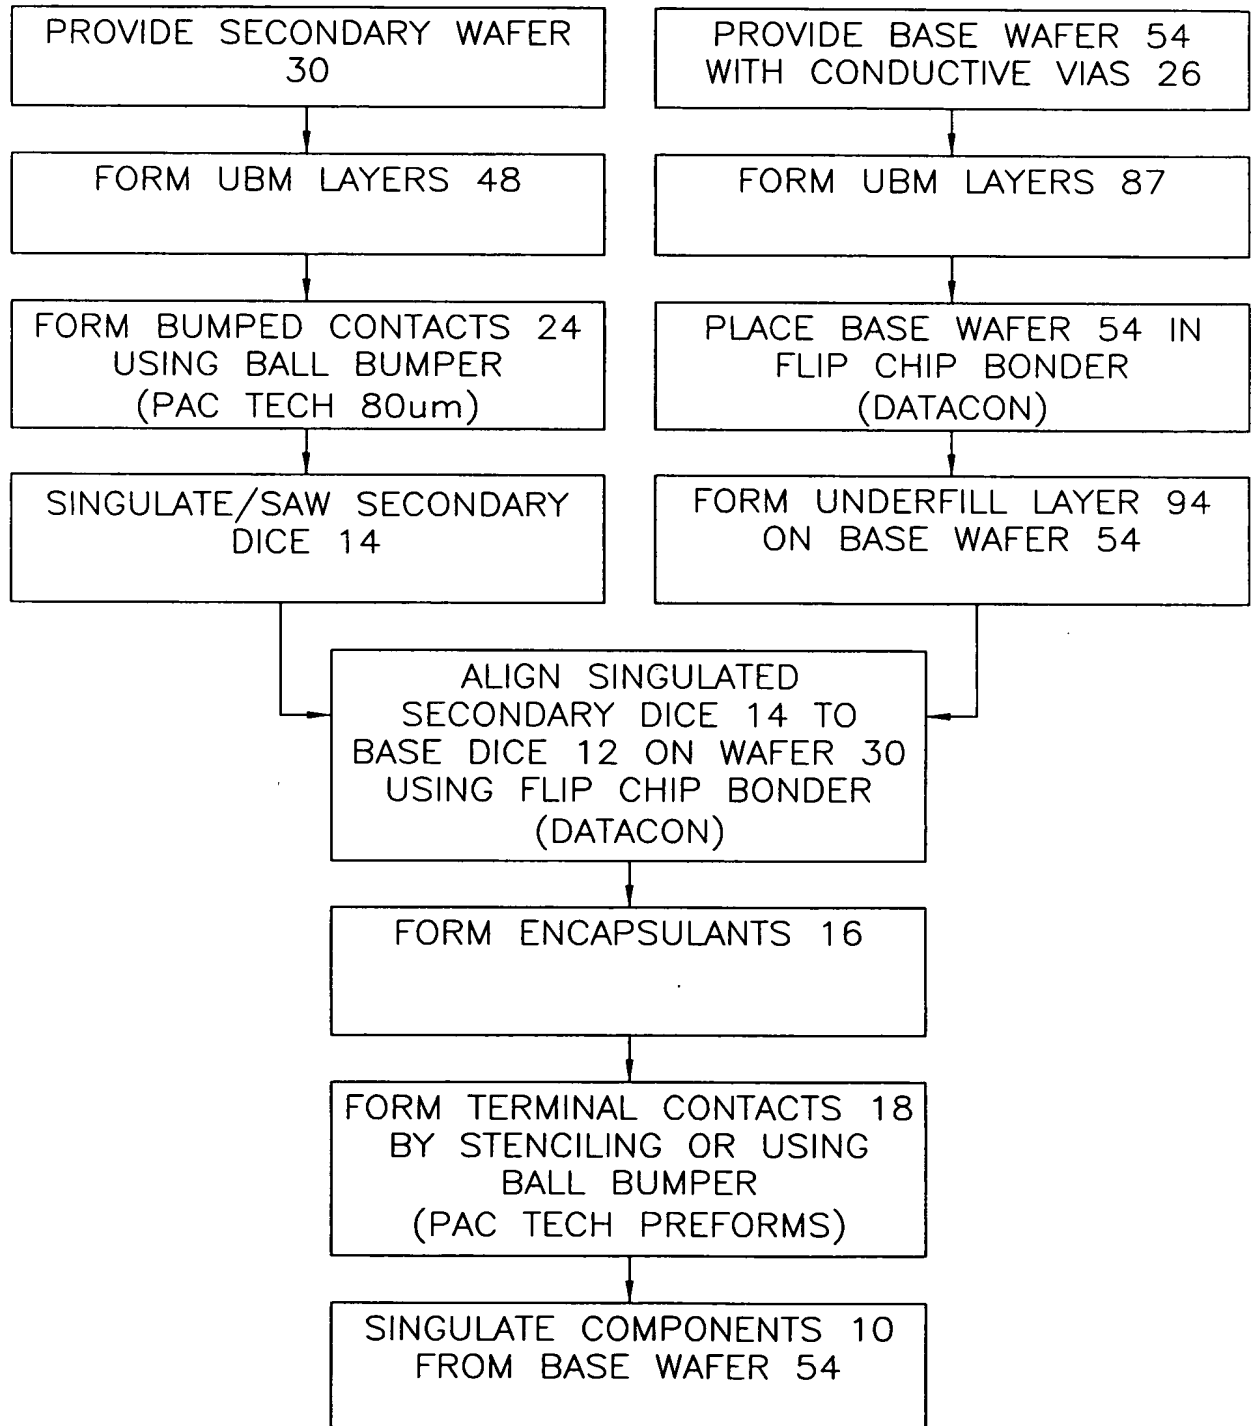 PROVIDE SECONDARY WAFER
30
FORM UBM LAYERS 48
FORM BUMPED CONTACTS 24
USING BALL BUMPER
(PAC TECH 80um)
SINGULATE/SAW SECONDARY
DICE 14
PROVIDE BASE WAFER 54
WITH CONDUCTIVE VIAS 26
FORM UBM LAYERS 87
PLACE BASE WAFER 54 IN
FLIP CHIP BONDER
(DATACON)
FORM UNDERFILL LAYER 94
ON BASE WAFER 54
ALIGN SINGULATED
SECONDARY DICE 14 TO
BASE DICE 12 ON WAFER 30
USING FLIP CHIP BONDER
(DATACON)
FORM ENCAPSULANTS 16
FORM TERMINAL CONTACTS 18
BY STENCILING OR USING
BALL BUMPER
(PAC TECH PREFORMS)
SINGULATE COMPONENTS 10
FROM BASE WAFER 54